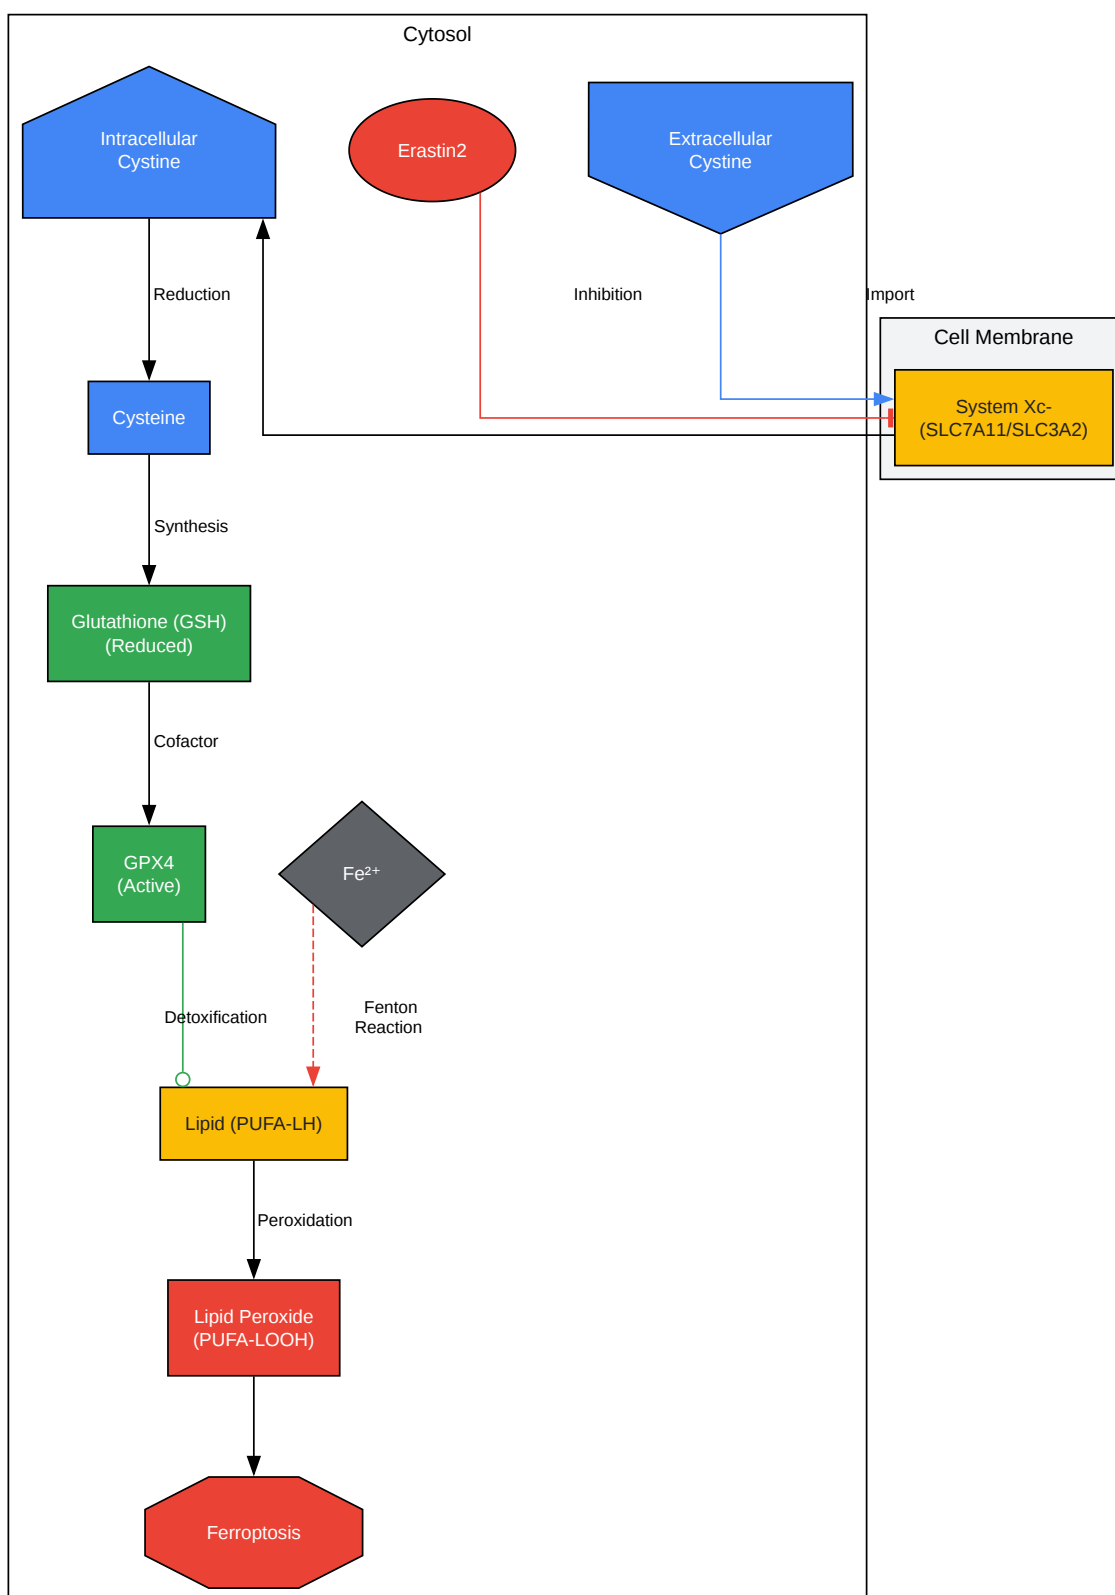 Cytosol
Intracellular
Cystine
Erastin2
Extracellular
Cystine
Reduction
Inhibition
Import
Cell Membrane
System Xc-
(SLC7A11/SLC3A2)
Cysteine
Synthesis
Glutathione (GSH)
(Reduced)
Cofactor
GPX4
(Active)
Fe²⁺
Detoxification
Fenton
Reaction
Lipid (PUFA-LH)
Peroxidation
Lipid Peroxide
(PUFA-LOOH)
Ferroptosis